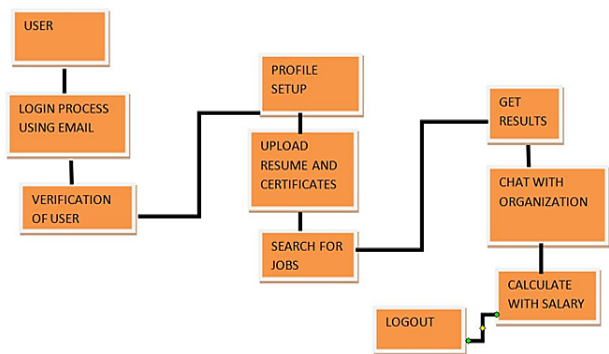 USER
LOGIN PROCESS
USING EMAIL
VERIFICATION
OF USER
PROFILE
SETUP
UPLOAD
RESUME AND
CERTIFICATES
SEARCH FOR
JOBS
GET
RESULTS
CHAT WITH
ORGANIZATION
CALCULATE
WITH SALARY
LOGOUT